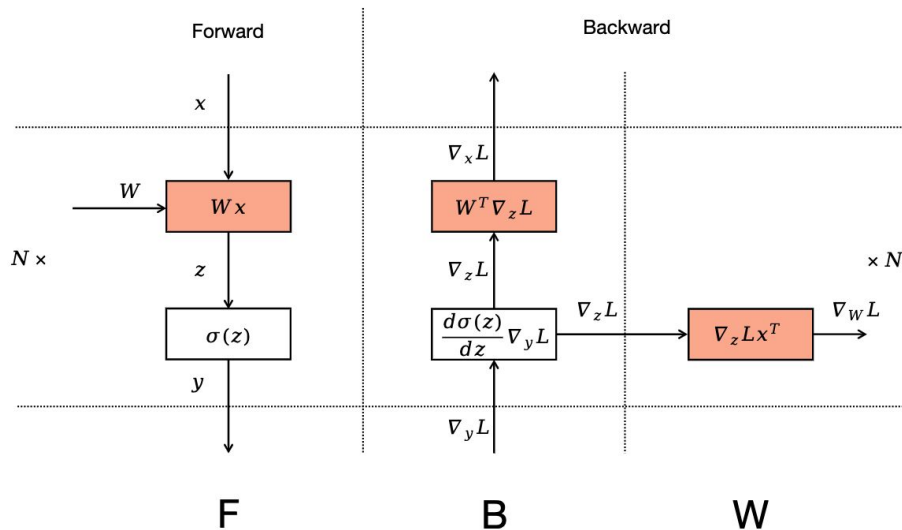 Forward
Backward
x
∇ₓL
W
Wx
Wᵀ∇_zL
N ×
z
∇_zL
× N
σ(z)
dσ(z)/dz ∇_yL
∇_zL
∇_zLxᵀ
∇_WL
y
∇_yL
F
B
W